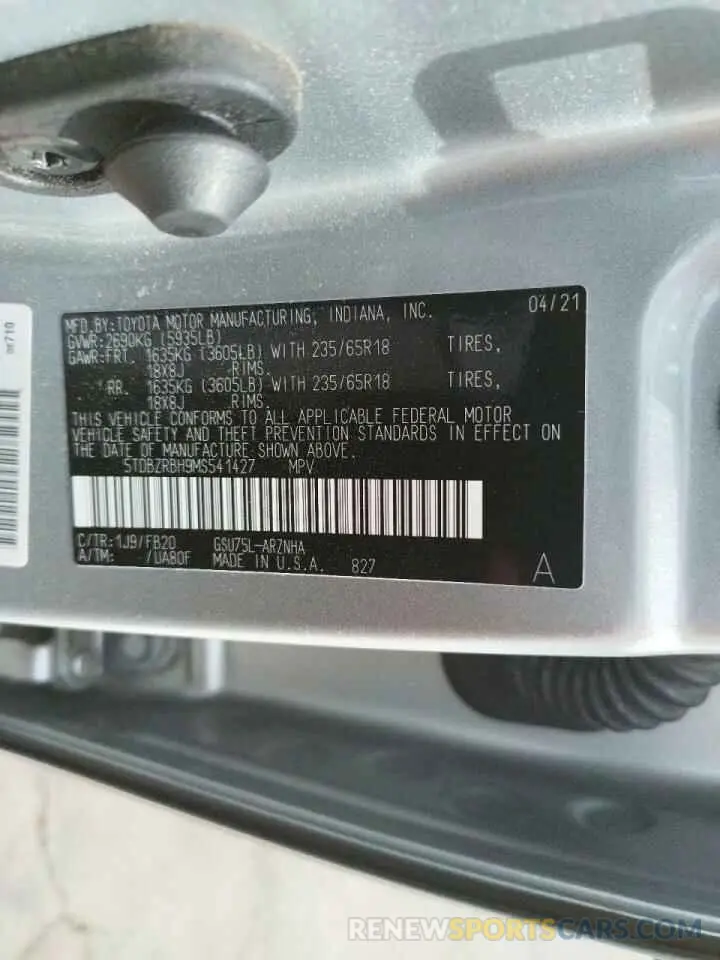 MFD.BY:TOYOTA MOTOR MANUFACTURING, INDIANA, INC. 04/21
GVWR:2690KG (5935LB)
GAWR:FRT. 1635KG (3605LB) WITH 235/65R18 TIRES,
18X8J RIMS.
RR. 1635KG (3605LB) WITH 235/65R18 TIRES,
18X8J RIMS.
THIS VEHICLE CONFORMS TO ALL APPLICABLE FEDERAL MOTOR
VEHICLE SAFETY AND THEFT PREVENTION STANDARDS IN EFFECT ON
THE DATE OF MANUFACTURE SHOWN ABOVE.
5TDBZRBH9MS541427 MPV
C/TR:1J9/FB20 GSU75L-ARZNHA
A/TM: /UA80F MADE IN U.S.A. 827 A
RENEWSPORTSCARS.COM